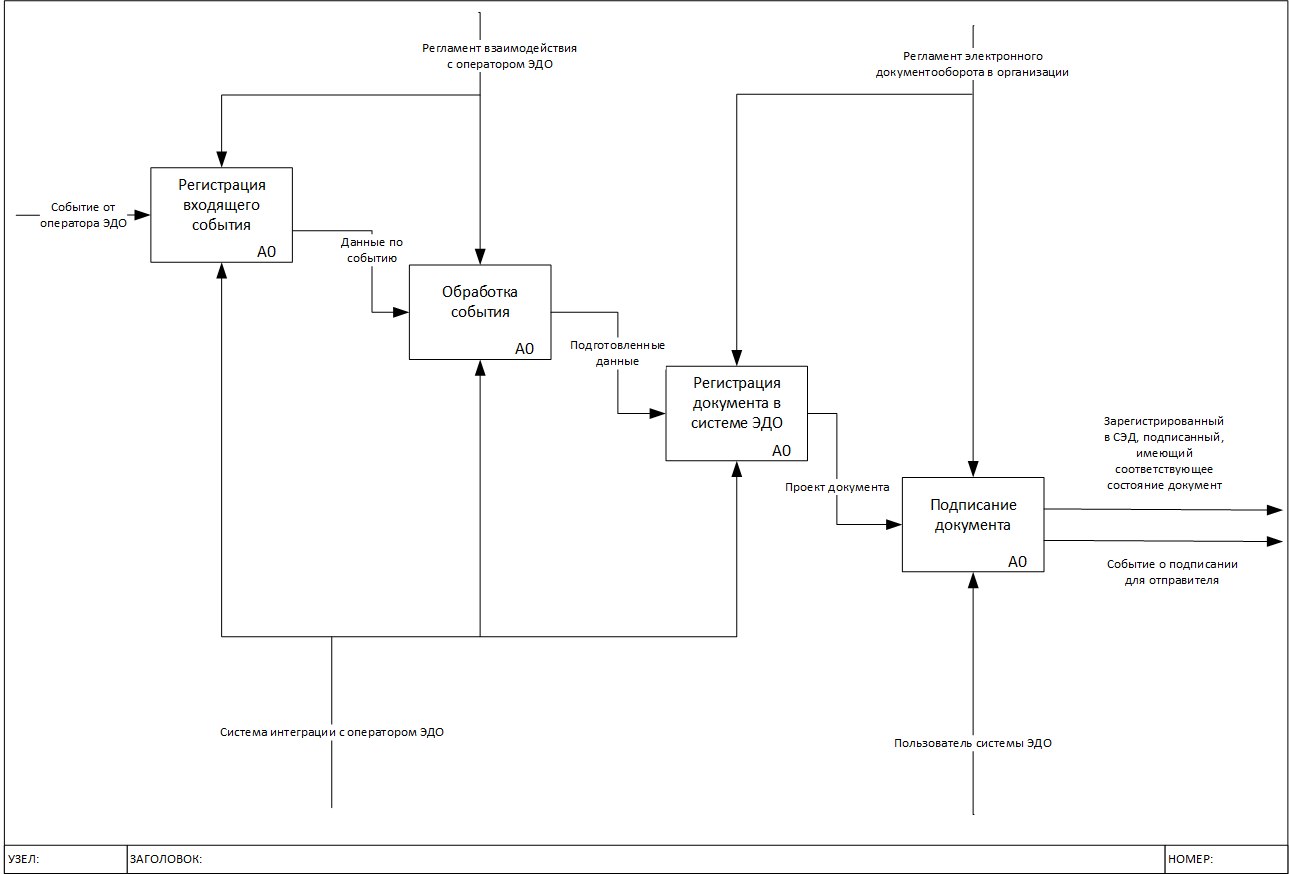 Регламент взаимодействия
с оператором ЭДО
Регламент электронного
документооборота в организации
Событие от
оператора ЭДО
Регистрация
входящего
события
A0
Данные по
событию
Обработка
события
A0
Подготовленные
данные
Регистрация
документа в
системе ЭДО
A0
Проект документа
Подписание
документа
A0
Зарегистрированный
в СЭД, подписанный,
имеющий
соответствующее
состояние документ
Событие о подписании
для отправителя
Система интеграции с оператором ЭДО
Пользователь системы ЭДО
УЗЕЛ:
ЗАГОЛОВОК:
НОМЕР: